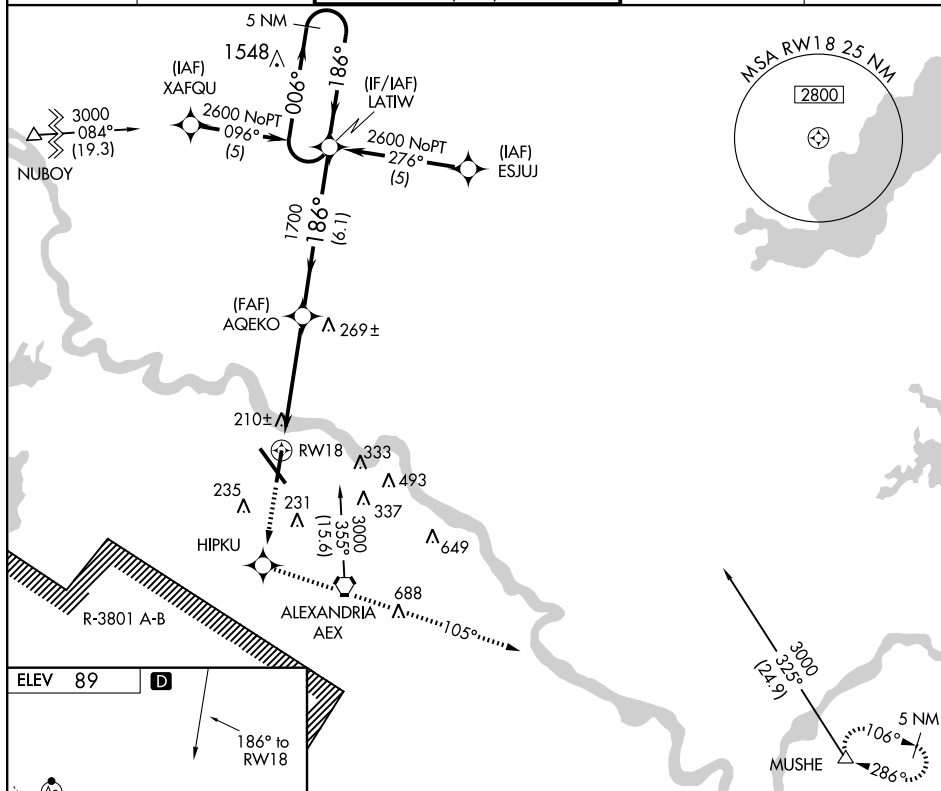 5 NM
1548
186°
006°
(IAF)
XAFQU
(IF/IAF)
LATIW
MSA RW18 25 NM
2800
3000
084°
(19.3)
NUBOY
2600 NoPT
096°
(5)
2600 NoPT
276°
(5)
(IAF)
ESJUJ
1700
186°
(6.1)
(FAF)
AQEKO
269±
210±
RW18
333
493
337
235
231
649
HIPKU
3000
355°
(15.6)
688
ALEXANDRIA
AEX
105°
R-3801 A-B
3000
325°
(24.9)
ELEV 89
D
186° to
RW18
5 NM
106°
286°
MUSHE